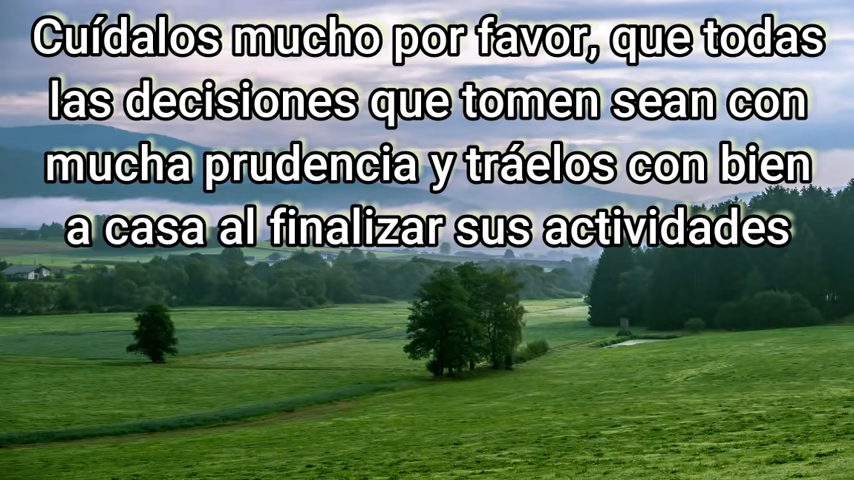 Cuídalos mucho por favor, que todas
las decisiones que tomen sean con
mucha prudencia y tráelos con bien
a casa al finalizar sus actividades